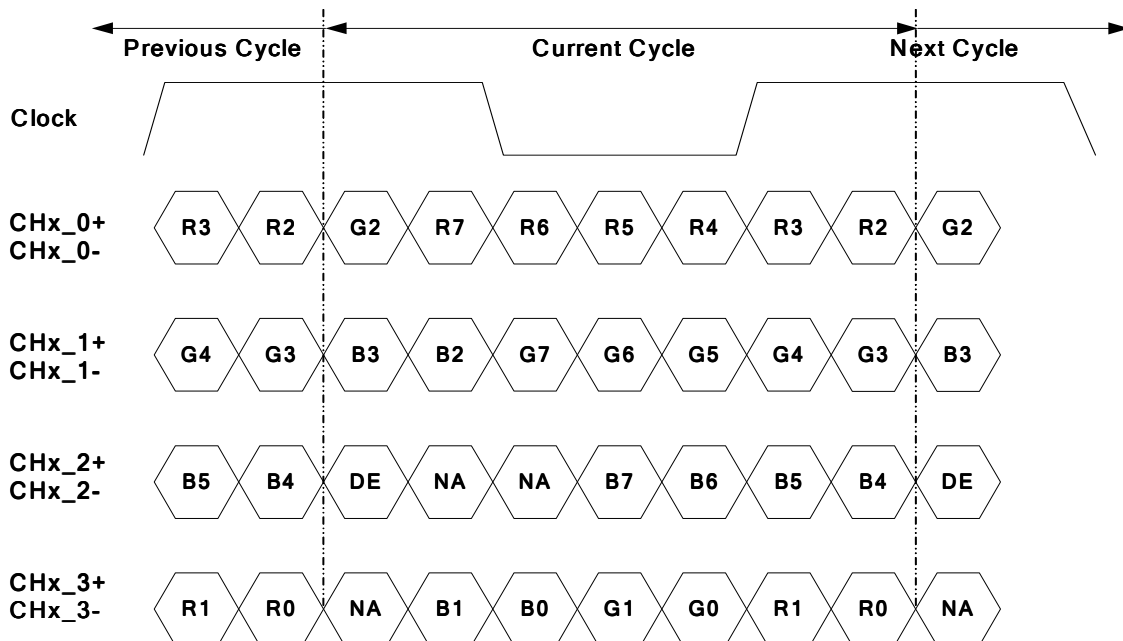 Previous Cycle Current Cycle Next Cycle
Clock
CHx_0+
CHx_0-
R3 R2 G2 R7 R6 R5 R4 R3 R2 G2
CHx_1+
CHx_1-
G4 G3 B3 B2 G7 G6 G5 G4 G3 B3
CHx_2+
CHx_2-
B5 B4 DE NA NA B7 B6 B5 B4 DE
CHx_3+
CHx_3-
R1 R0 NA B1 B0 G1 G0 R1 R0 NA